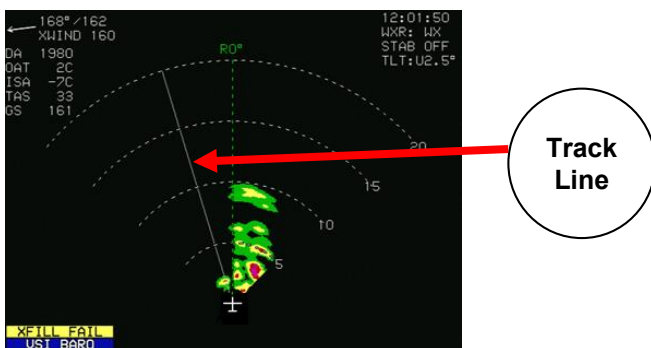 168°/162
XWIND 160
DA 1980
OAT 2C
ISA -7C
TAS 33
GS 161
R0°
12:01:50
WXR: WX
STAB OFF
TLT:U2.5°
20
15
10
5
Track
Line
XFILL FAIL
USI BARO